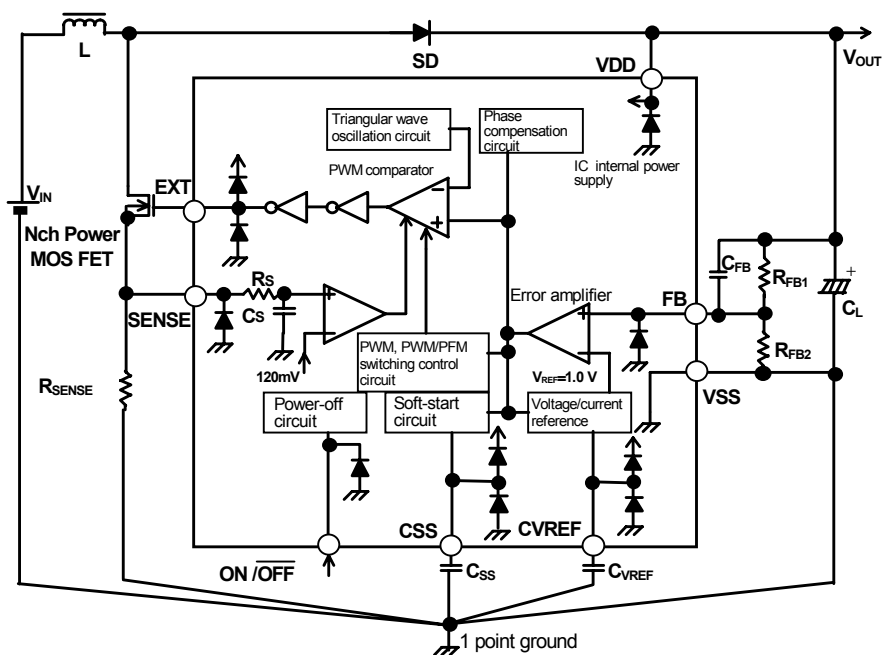 L
SD
VDD
VOUT
Triangular wave
oscillation circuit
Phase
compensation
circuit
IC internal power
supply
PWM comparator
EXT
VIN
Nch Power
MOS FET
−
+
RS
CS
SENSE
+
−
120mV
Error amplifier
+
−
FB
CFB
RFB1
+
CL
RFB2
RSENSE
PWM, PWM/PFM
switching control
circuit
VREF=1.0 V
VSS
Power-off
circuit
Soft-start
circuit
Voltage/current
reference
CSS
CVREF
ON /OFF
CSS
CVREF
1 point ground